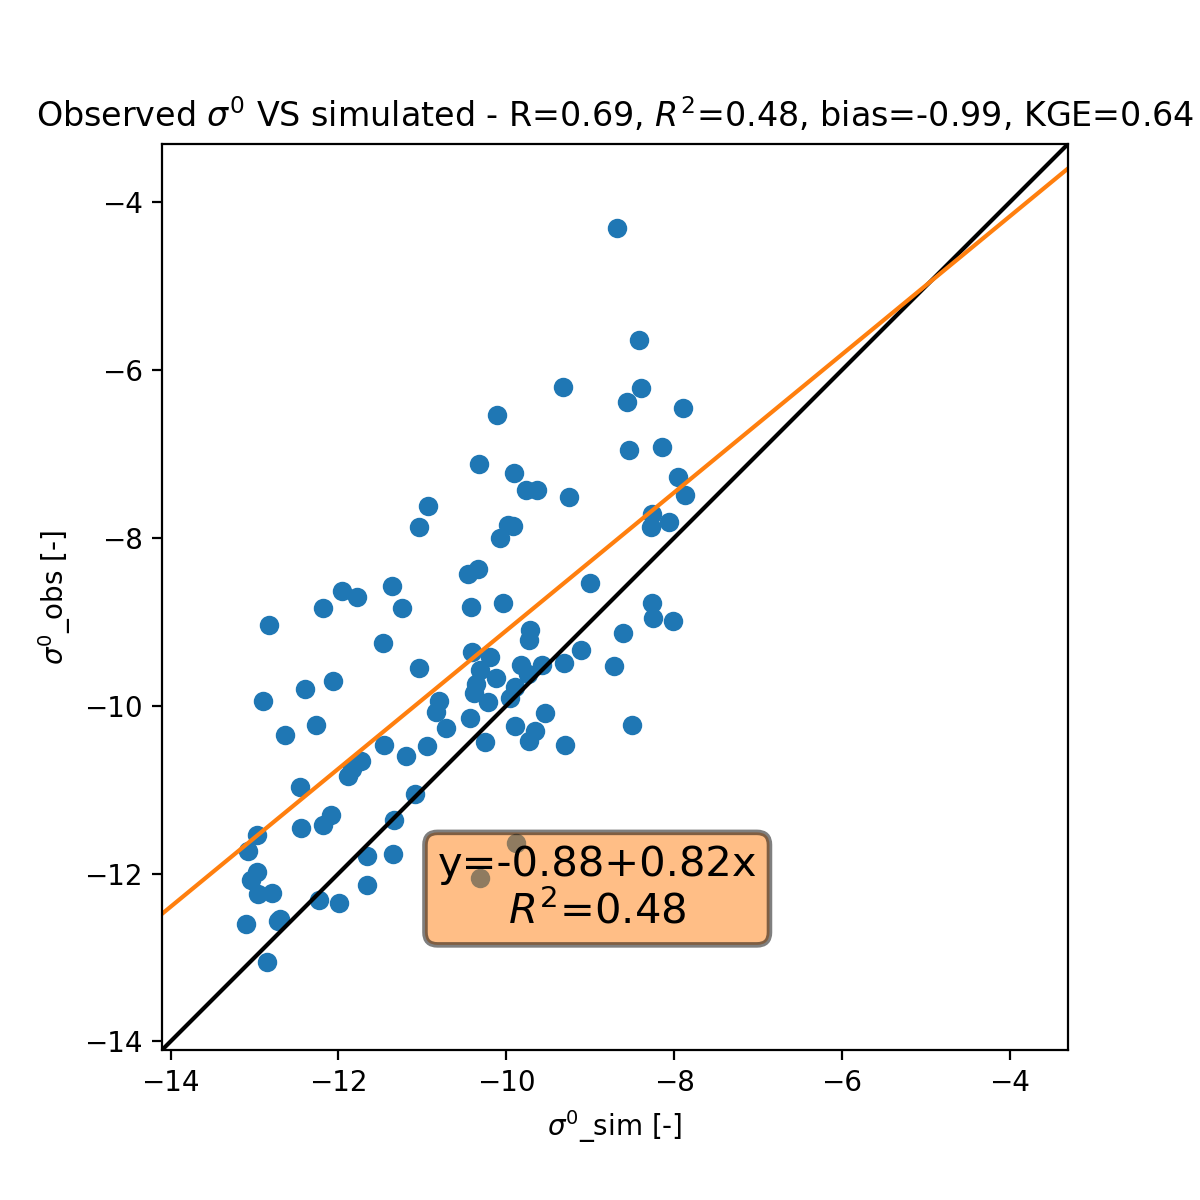 Observed σ⁰ VS simulated - R=0.69, R²=0.48, bias=-0.99, KGE=0.64
−4
−6
−8
−10
−12
−14
σ⁰_obs [-]
y=-0.88+0.82x
R²=0.48
−14 −12 −10 −8 −6 −4
σ⁰_sim [-]